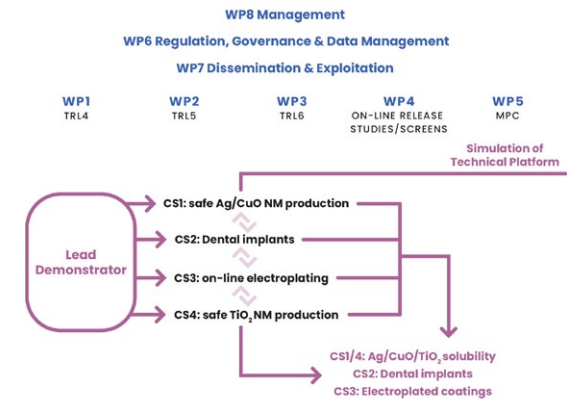 WP8 Management
WP6 Regulation, Governance & Data Management
WP7 Dissemination & Exploitation
WP1
TRL4
WP2
TRL5
WP3
TRL6
WP4
ON-LINE RELEASE
STUDIES/SCREENS
WP5
MPC
Simulation of
Technical Platform
Lead
Demonstrator
CS1: safe Ag/CuO NM production
CS2: Dental implants
CS3: on-line electroplating
CS4: safe TiO₂ NM production
CS1/4: Ag/CuO/TiO₂ solubility
CS2: Dental implants
CS3: Electroplated coatings